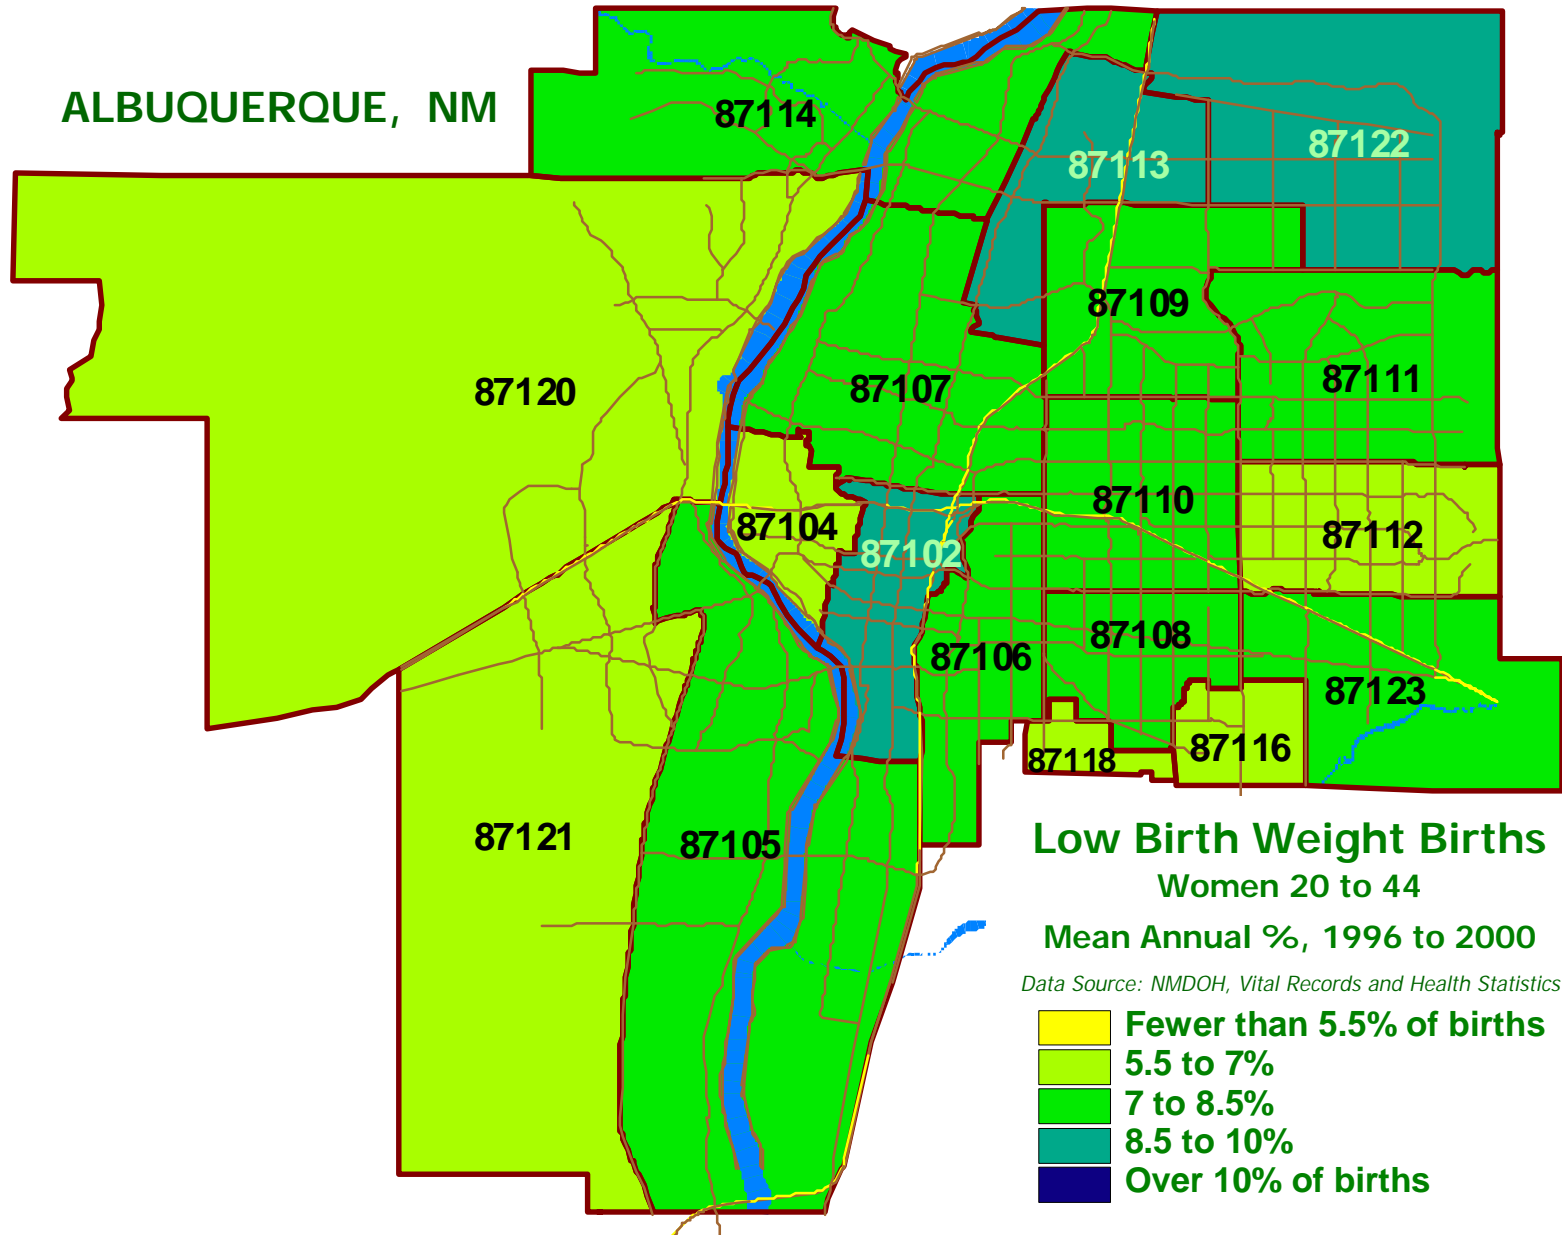 ALBUQUERQUE, NM
87114
87113
87122
87109
87120
87107
87111
87110
87104
87112
87102
87108
87106
87123
87116
87118
87121
87105
Low Birth Weight Births
Women 20 to 44
Mean Annual %, 1996 to 2000
Data Source: NMDOH, Vital Records and Health Statistics
Fewer than 5.5% of births
5.5 to 7%
7 to 8.5%
8.5 to 10%
Over 10% of births